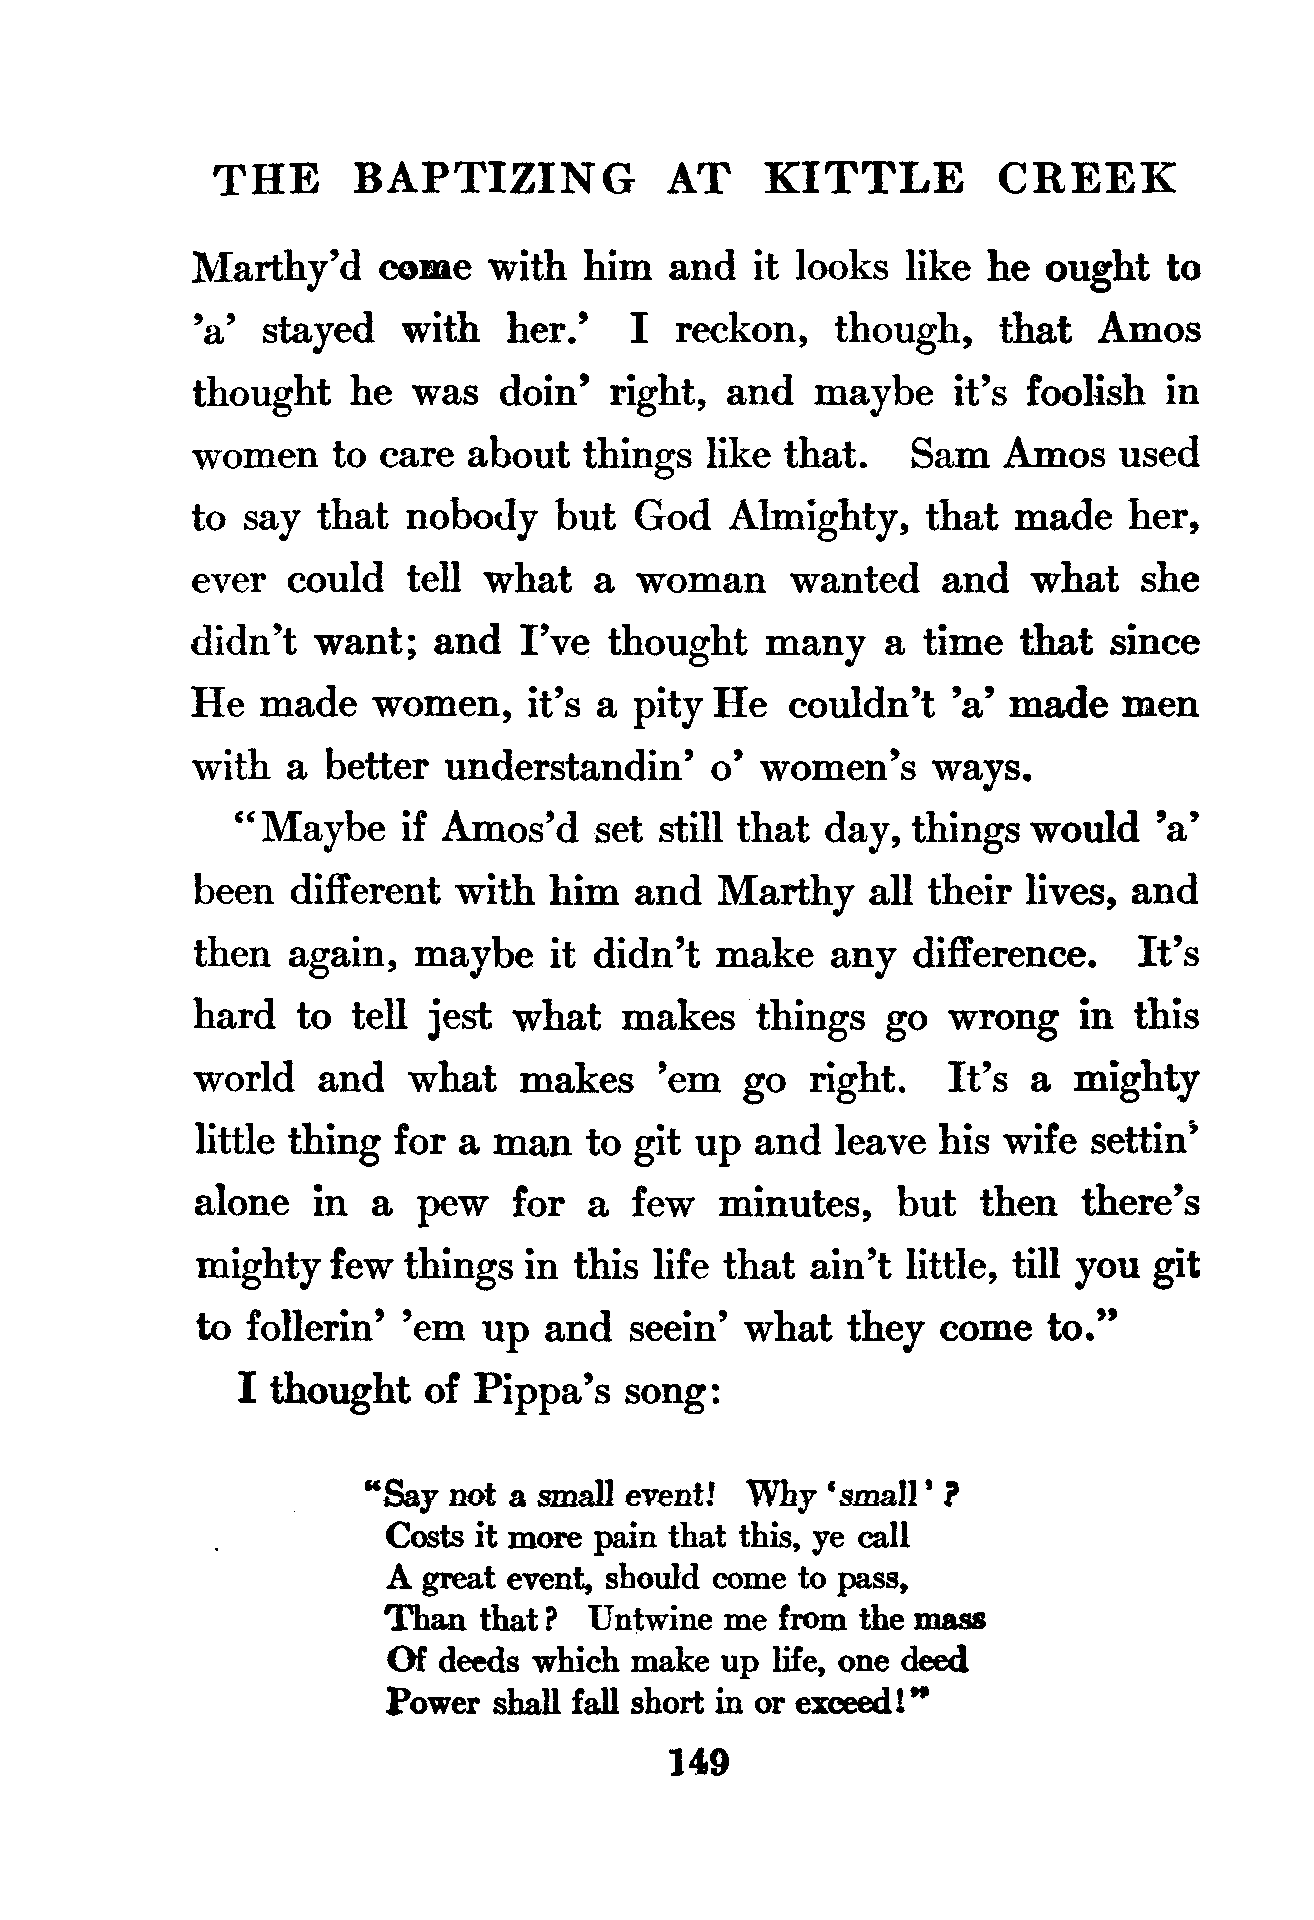 THE BAPTIZING AT KITTLE CREEK
Marthy’d come with him and it looks like he ought to
’a’ stayed with her.’ I reckon, though, that Amos
thought he was doin’ right, and maybe it’s foolish in
women to care about things like that. Sam Amos used
to say that nobody but God Almighty, that made her,
ever could tell what a woman wanted and what she
didn’t want; and I’ve thought many a time that since
He made women, it’s a pity He couldn’t ’a’ made men
with a better understandin’ o’ women’s ways.
“Maybe if Amos’d set still that day, things would ’a’
been different with him and Marthy all their lives, and
then again, maybe it didn’t make any difference. It’s
hard to tell jest what makes things go wrong in this
world and what makes ’em go right. It’s a mighty
little thing for a man to git up and leave his wife settin’
alone in a pew for a few minutes, but then there’s
mighty few things in this life that ain’t little, till you git
to follerin’ ’em up and seein’ what they come to.”
I thought of Pippa’s song:
“Say not a small event! Why ‘small’?
Costs it more pain that this, ye call
A great event, should come to pass,
Than that? Untwine me from the mass
Of deeds which make up life, one deed
Power shall fall short in or exceed!”
149